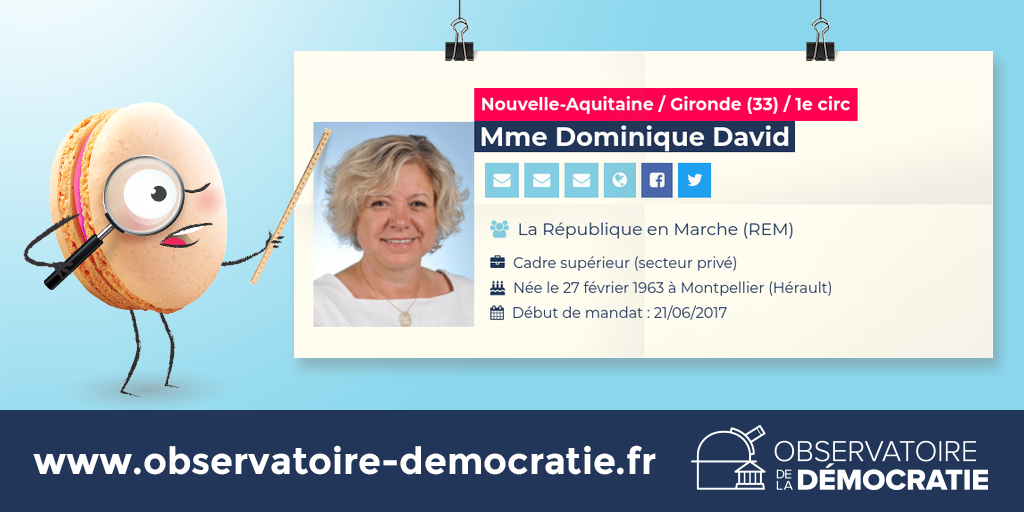 Nouvelle-Aquitaine / Gironde (33) / 1e circ
Mme Dominique David
La République en Marche (REM)
Cadre supérieur (secteur privé)
Née le 27 février 1963 à Montpellier (Hérault)
Début de mandat : 21/06/2017
www.observatoire-democratie.fr
OBSERVATOIRE
DE LA DÉMOCRATIE